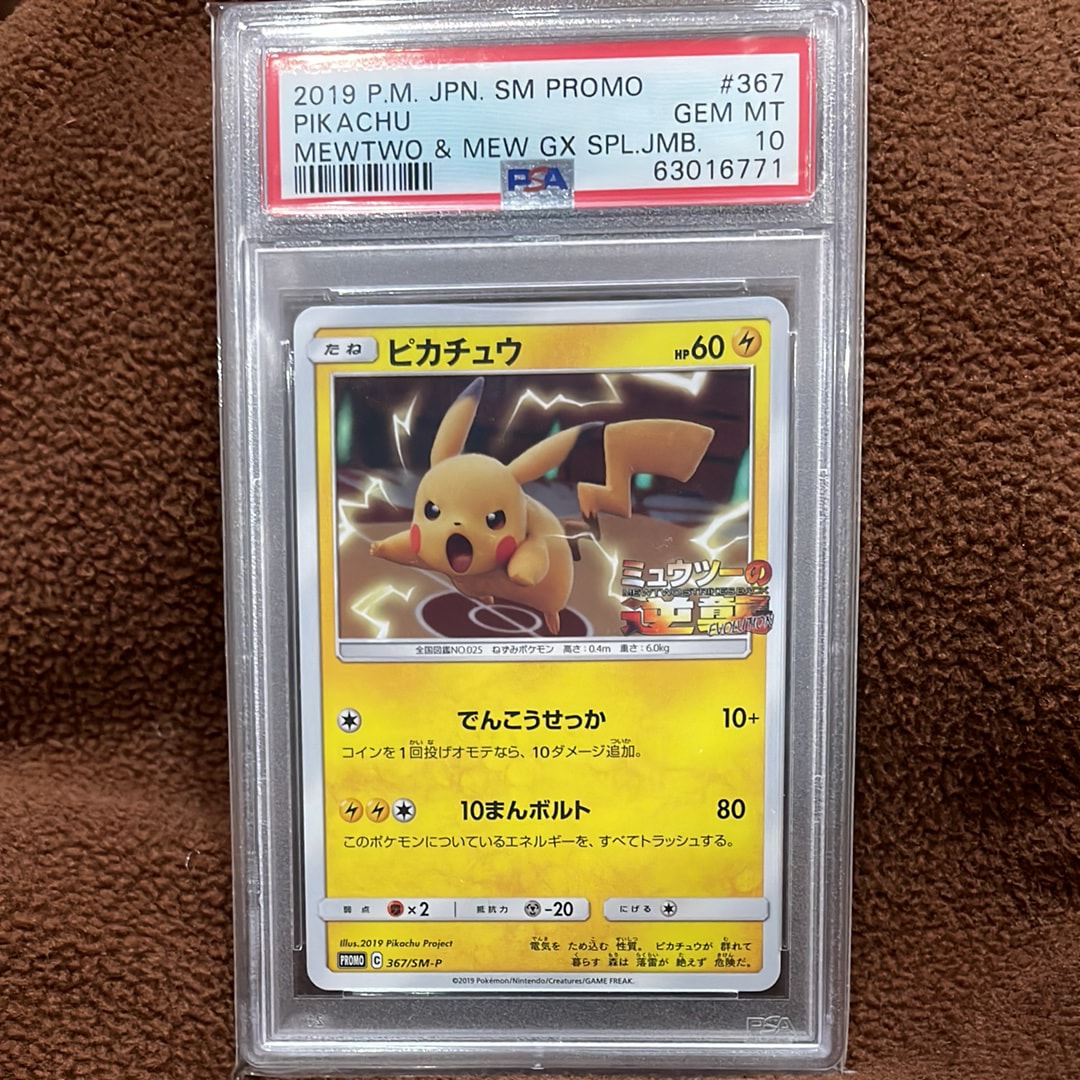 2019 P.M. JPN. SM PROMO #367
PIKACHU GEM MT
MEWTWO & MEW GX SPL.JMB. 10
PSA 63016771
たね ピカチュウ HP60
ミュウツーの
MEWTWO STRIKES BACK
逆襲
EVOLUTION
全国図鑑NO.025 ねずみポケモン 高さ:0.4m 重さ:6.0kg
でんこうせっか 10+
コインを1回投げオモテなら、10ダメージ追加。
10まんボルト 80
このポケモンについているエネルギーを、すべてトラッシュする。
弱点 ×2 抵抗力 -20 にげる
Illus.2019 Pikachu Project
電気を ため込む 性質。 ピカチュウが 群れて
暮らす 森は 落雷が 絶えず 危険だ。
PROMO C 367/SM-P
©2019 Pokémon/Nintendo/Creatures/GAME FREAK.
PSA